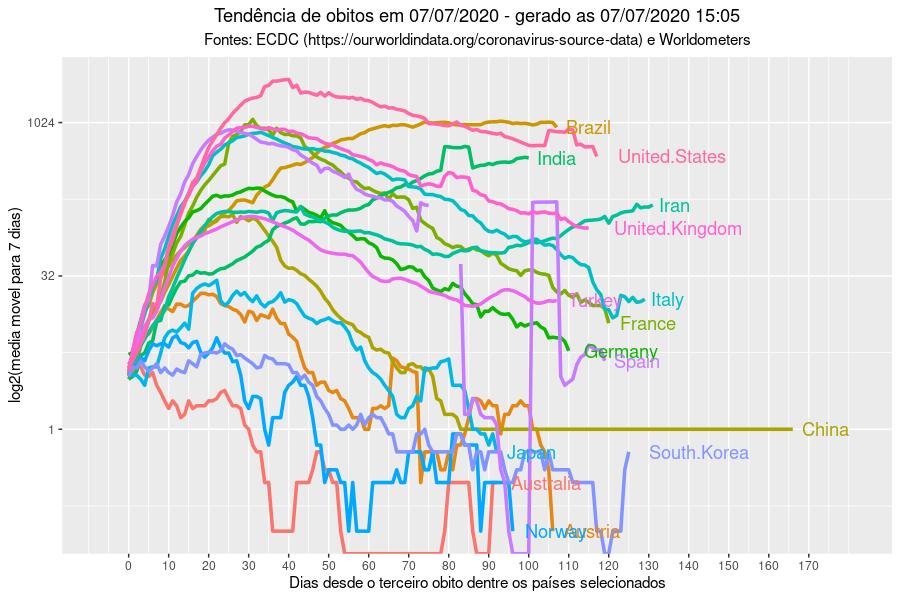 Tendência de obitos em 07/07/2020 - gerado as 07/07/2020 15:05
Fontes: ECDC (https://ourworldindata.org/coronavirus-source-data) e Worldometers
log2(media movel para 7 dias)
1024
32
1
Brazil
United.States
India
Iran
United.Kingdom
Turkey
Italy
France
Germany
Spain
China
Japan
South.Korea
Australia
Norway
Austria
0 10 20 30 40 50 60 70 80 90 100 110 120 130 140 150 160 170
Dias desde o terceiro obito dentre os países selecionados